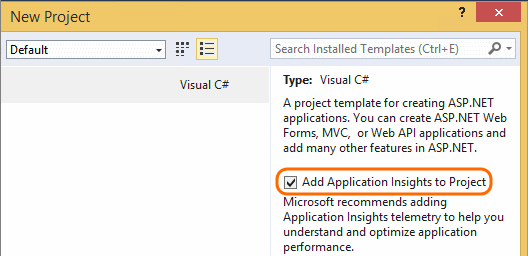 New Project
?
Default
Search Installed Templates (Ctrl+E)
Visual C#
Type: Visual C#
A project template for creating ASP.NET
applications. You can create ASP.NET Web
Forms, MVC, or Web API applications and
add many other features in ASP.NET.
Add Application Insights to Project
Microsoft recommends adding
Application Insights telemetry to help you
understand and optimize application
performance.